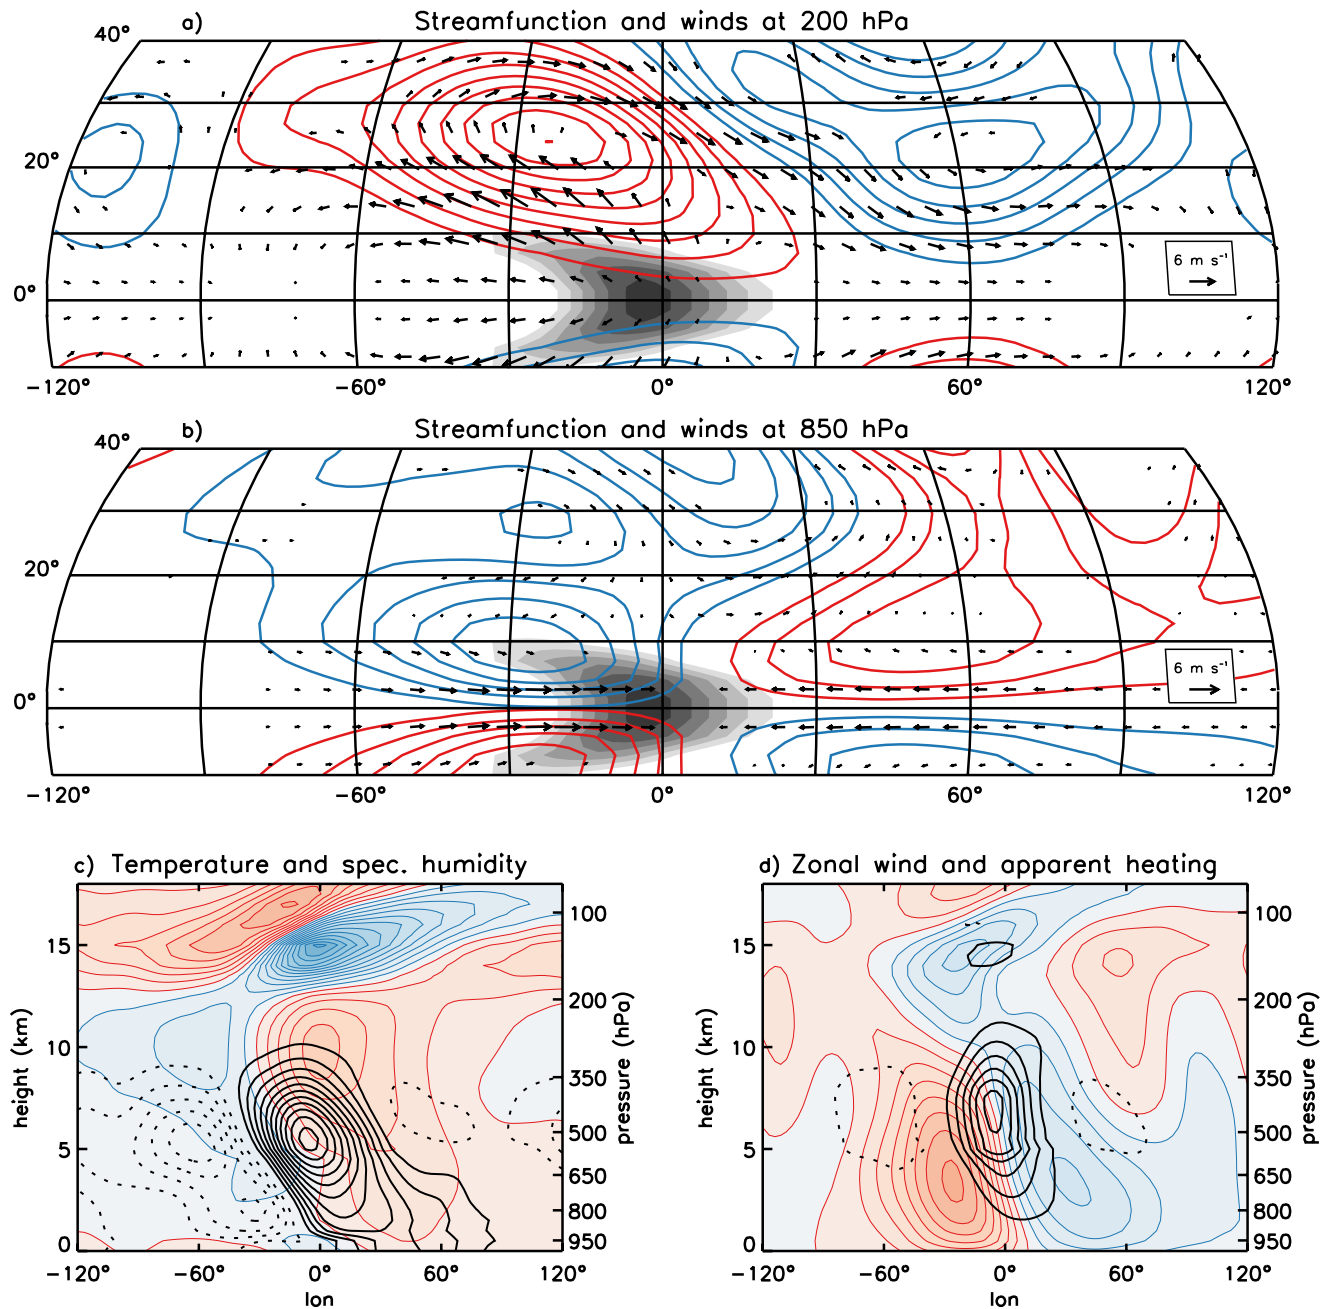 a) Streamfunction and winds at 200 hPa
40°
20°
0°
6 m s⁻¹
−120° −60° 0° 60° 120°
b) Streamfunction and winds at 850 hPa
40°
20°
0°
6 m s⁻¹
−120° −60° 0° 60° 120°
c) Temperature and spec. humidity
15
10
5
0
height (km)
100
200
350
500
650
800
950
pressure (hPa)
−120° −60° 0° 60° 120°
lon
d) Zonal wind and apparent heating
15
10
5
0
height (km)
100
200
350
500
650
800
950
pressure (hPa)
−120° −60° 0° 60° 120°
lon